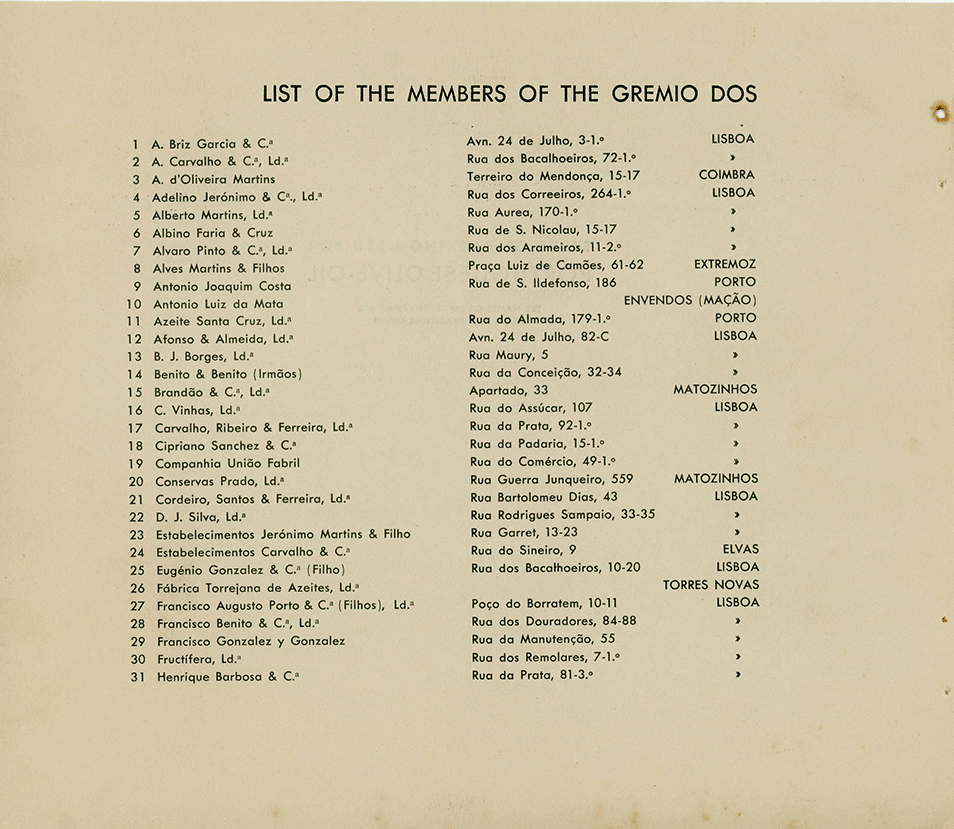 LIST OF THE MEMBERS OF THE GREMIO DOS
1 A. Briz Garcia & C.ª Avn. 24 de Julho, 3-1.º LISBOA
2 A. Carvalho & C.ª, Ld.ª Rua dos Bacalhoeiros, 72-1.º »
3 A. d'Oliveira Martins Terreiro do Mendonça, 15-17 COIMBRA
4 Adelino Jerónimo & Cª., Ld.ª Rua dos Correeiros, 264-1.º LISBOA
5 Alberto Martins, Ld.ª Rua Aurea, 170-1.º »
6 Albino Faria & Cruz Rua de S. Nicolau, 15-17 »
7 Alvaro Pinto & C.ª, Ld.ª Rua dos Arameiros, 11-2.º »
8 Alves Martins & Filhos Praça Luiz de Camões, 61-62 EXTREMOZ
9 Antonio Joaquim Costa Rua de S. Ildefonso, 186 PORTO
10 Antonio Luiz da Mata ENVENDOS (MAÇÃO)
11 Azeite Santa Cruz, Ld.ª Rua do Almada, 179-1.º PORTO
12 Afonso & Almeida, Ld.ª Avn. 24 de Julho, 82-C LISBOA
13 B. J. Borges, Ld.ª Rua Maury, 5 »
14 Benito & Benito (Irmãos) Rua da Conceição, 32-34 »
15 Brandão & C.ª, Ld.ª Apartado, 33 MATOZINHOS
16 C. Vinhas, Ld.ª Rua do Assúcar, 107 LISBOA
17 Carvalho, Ribeiro & Ferreira, Ld.ª Rua da Prata, 92-1.º »
18 Cipriano Sanchez & C.ª Rua da Padaria, 15-1.º »
19 Companhia União Fabril Rua do Comércio, 49-1.º »
20 Conservas Prado, Ld.ª Rua Guerra Junqueiro, 559 MATOZINHOS
21 Cordeiro, Santos & Ferreira, Ld.ª Rua Bartolomeu Dias, 43 LISBOA
22 D. J. Silva, Ld.ª Rua Rodrigues Sampaio, 33-35 »
23 Estabelecimentos Jerónimo Martins & Filho Rua Garret, 13-23 »
24 Estabelecimentos Carvalho & C.ª Rua do Sineiro, 9 ELVAS
25 Eugénio Gonzalez & C.ª (Filho) Rua dos Bacalhoeiros, 10-20 LISBOA
26 Fábrica Torrejana de Azeites, Ld.ª TORRES NOVAS
27 Francisco Augusto Porto & C.ª (Filhos), Ld.ª Poço do Borratem, 10-11 LISBOA
28 Francisco Benito & C.ª, Ld.ª Rua dos Douradores, 84-88 »
29 Francisco Gonzalez y Gonzalez Rua da Manutenção, 55 »
30 Fructífera, Ld.ª Rua dos Remolares, 7-1.º »
31 Henrique Barbosa & C.ª Rua da Prata, 81-3.º »